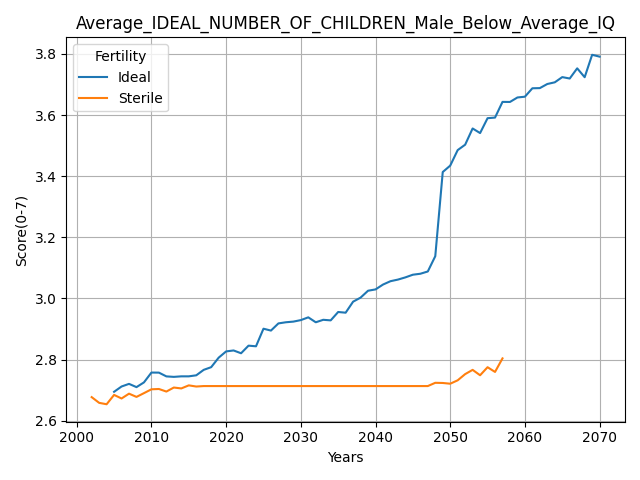 Average_IDEAL_NUMBER_OF_CHILDREN_Male_Below_Average_IQ
Fertility
Ideal
Sterile
Score(0-7)
3.8
3.6
3.4
3.2
3.0
2.8
2.6
2000 2010 2020 2030 2040 2050 2060 2070
Years